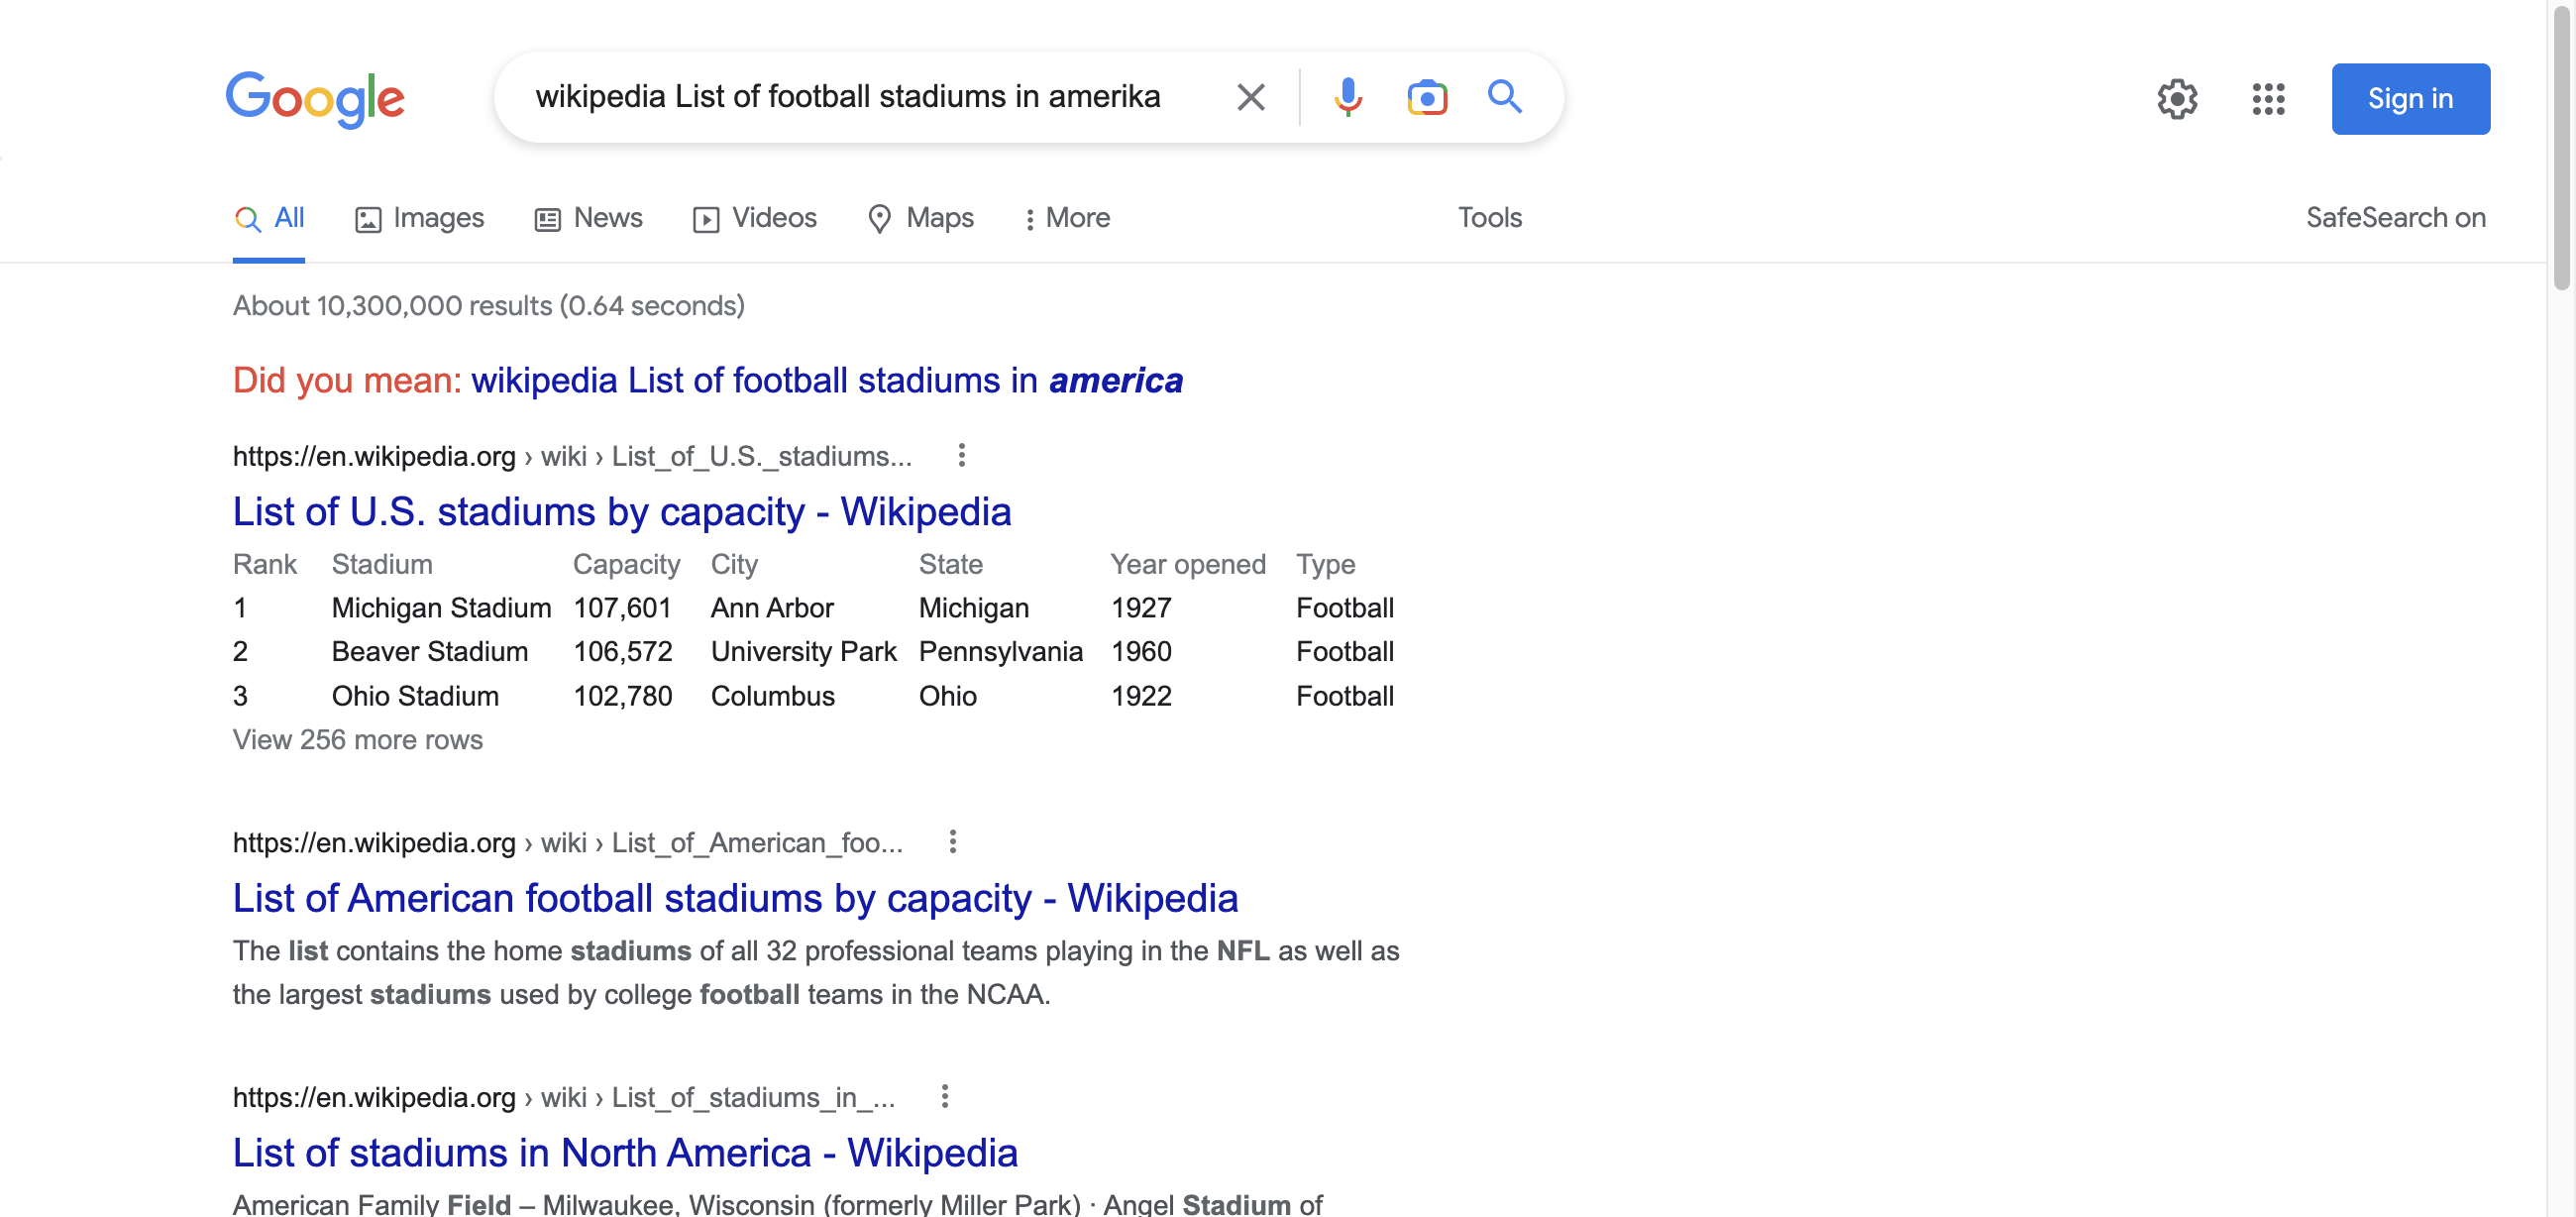 Google
wikipedia List of football stadiums in amerika
Sign in
All Images News Videos Maps More Tools SafeSearch on
About 10,300,000 results (0.64 seconds)
Did you mean: wikipedia List of football stadiums in america
https://en.wikipedia.org › wiki › List_of_U.S._stadiums...
List of U.S. stadiums by capacity - Wikipedia
Rank Stadium Capacity City State Year opened Type
1 Michigan Stadium 107,601 Ann Arbor Michigan 1927 Football
2 Beaver Stadium 106,572 University Park Pennsylvania 1960 Football
3 Ohio Stadium 102,780 Columbus Ohio 1922 Football
View 256 more rows
https://en.wikipedia.org › wiki › List_of_American_foo...
List of American football stadiums by capacity - Wikipedia
The list contains the home stadiums of all 32 professional teams playing in the NFL as well as
the largest stadiums used by college football teams in the NCAA.
https://en.wikipedia.org › wiki › List_of_stadiums_in_...
List of stadiums in North America - Wikipedia
American Family Field – Milwaukee, Wisconsin (formerly Miller Park) · Angel Stadium of